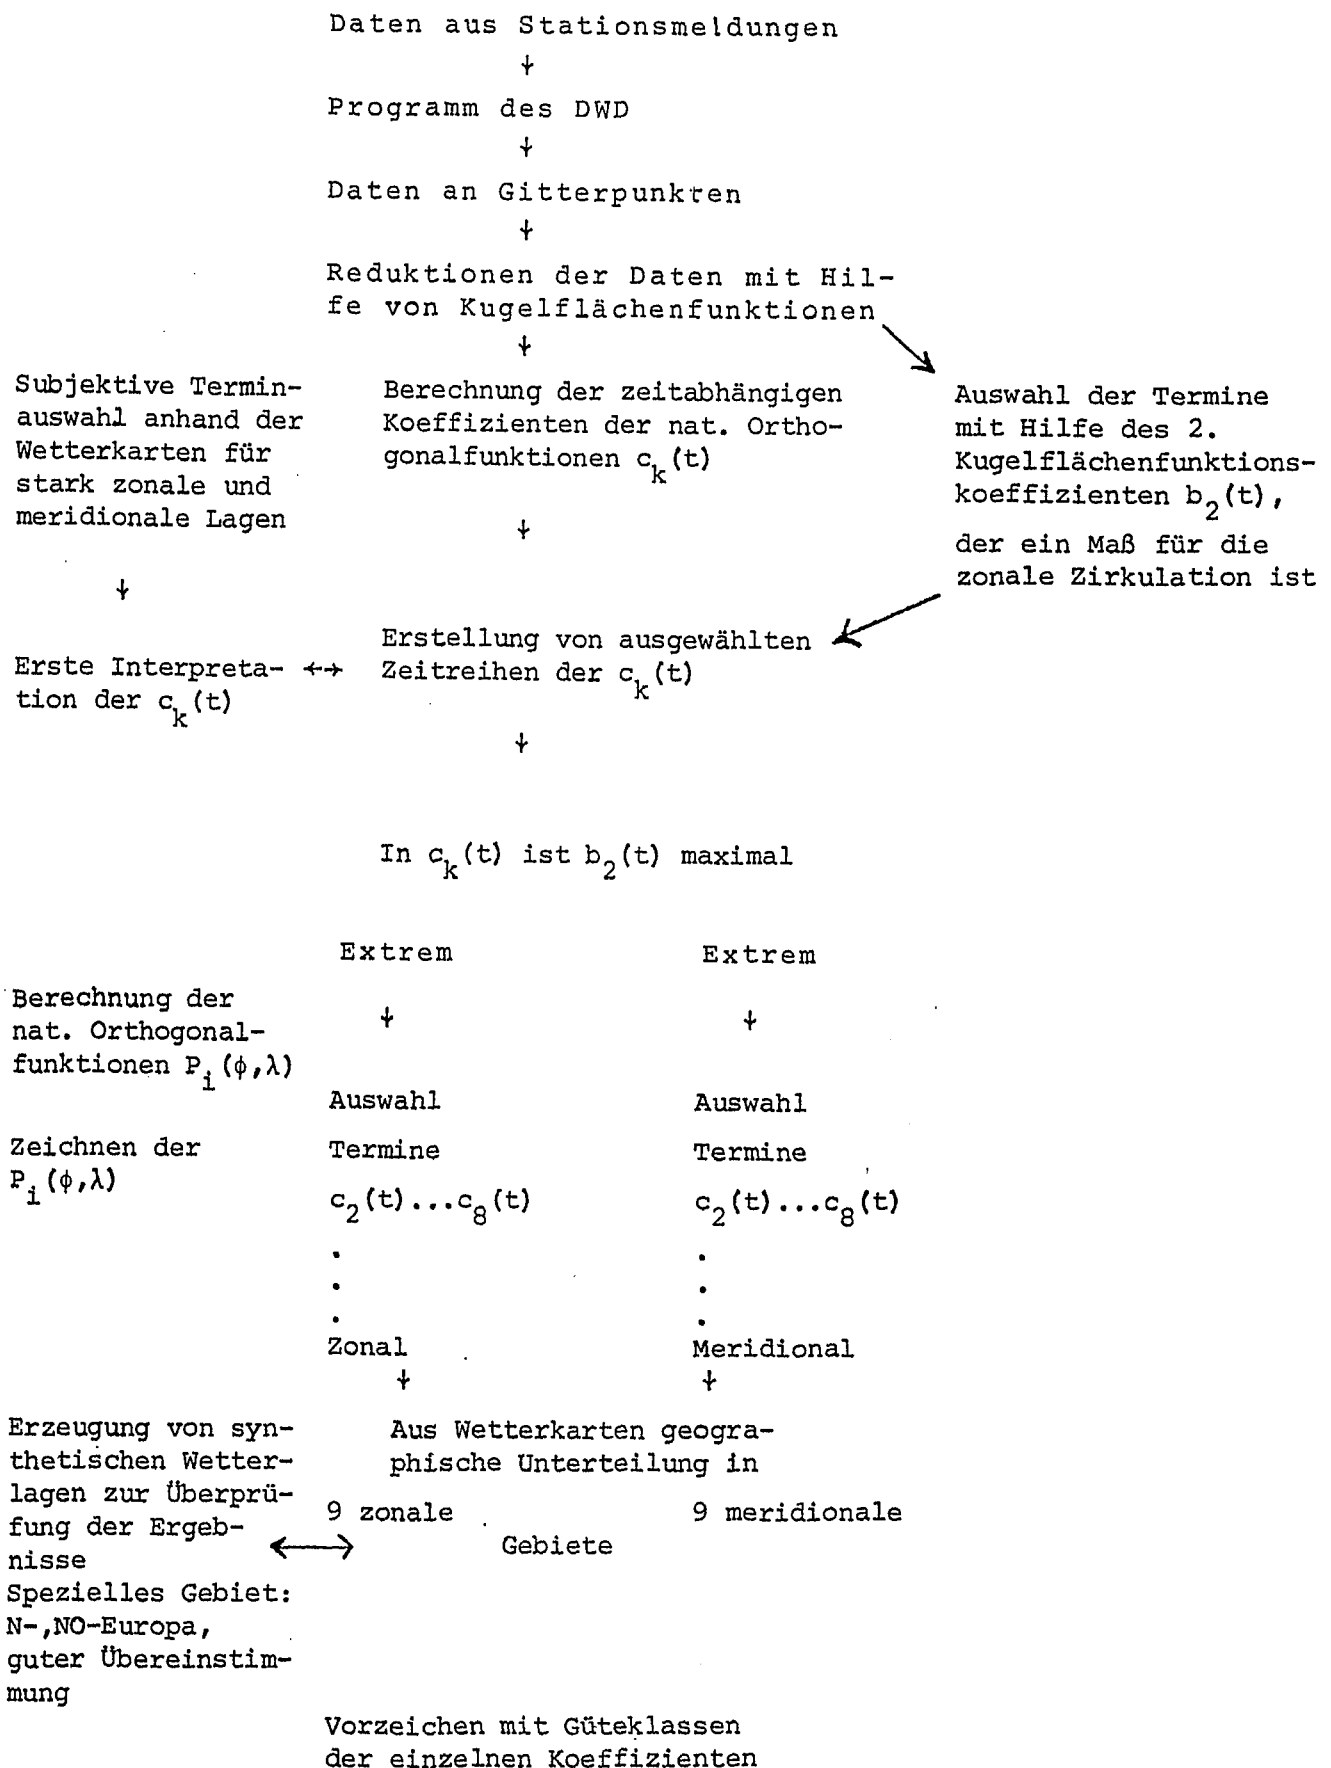 Daten aus Stationsmeldungen
↓
Programm des DWD
↓
Daten an Gitterpunkten
↓
Reduktionen der Daten mit Hil-
fe von Kugelflächenfunktionen
↓
Subjektive Termin-
auswahl anhand der
Wetterkarten für
stark zonale und
meridionale Lagen
↓
Berechnung der zeitabhängigen
Koeffizienten der nat. Ortho-
gonalfunktionen c_k(t)
↓
Auswahl der Termine
mit Hilfe des 2.
Kugelflächenfunktions-
koeffizienten b_2(t),
der ein Maß für die
zonale Zirkulation ist
Erste Interpreta- ↔
tion der c_k(t)
Erstellung von ausgewählten
Zeitreihen der c_k(t)
↓
In c_k(t) ist b_2(t) maximal
Berechnung der
nat. Orthogonal-
funktionen P_i(ϕ,λ)
Zeichnen der
P_i(ϕ,λ)
Extrem
↓
Auswahl
Termine
c_2(t)...c_8(t)
.
.
.
Zonal
↓
Extrem
↓
Auswahl
Termine
c_2(t)...c_8(t)
.
.
.
Meridional
↓
Erzeugung von syn-
thetischen Wetter-
lagen zur Überprü-
fung der Ergeb-
nisse ↔
Spezielles Gebiet:
N-,NO-Europa,
guter Übereinstim-
mung
Aus Wetterkarten geogra-
phische Unterteilung in
9 zonale 9 meridionale
Gebiete
Vorzeichen mit Güteklassen
der einzelnen Koeffizienten